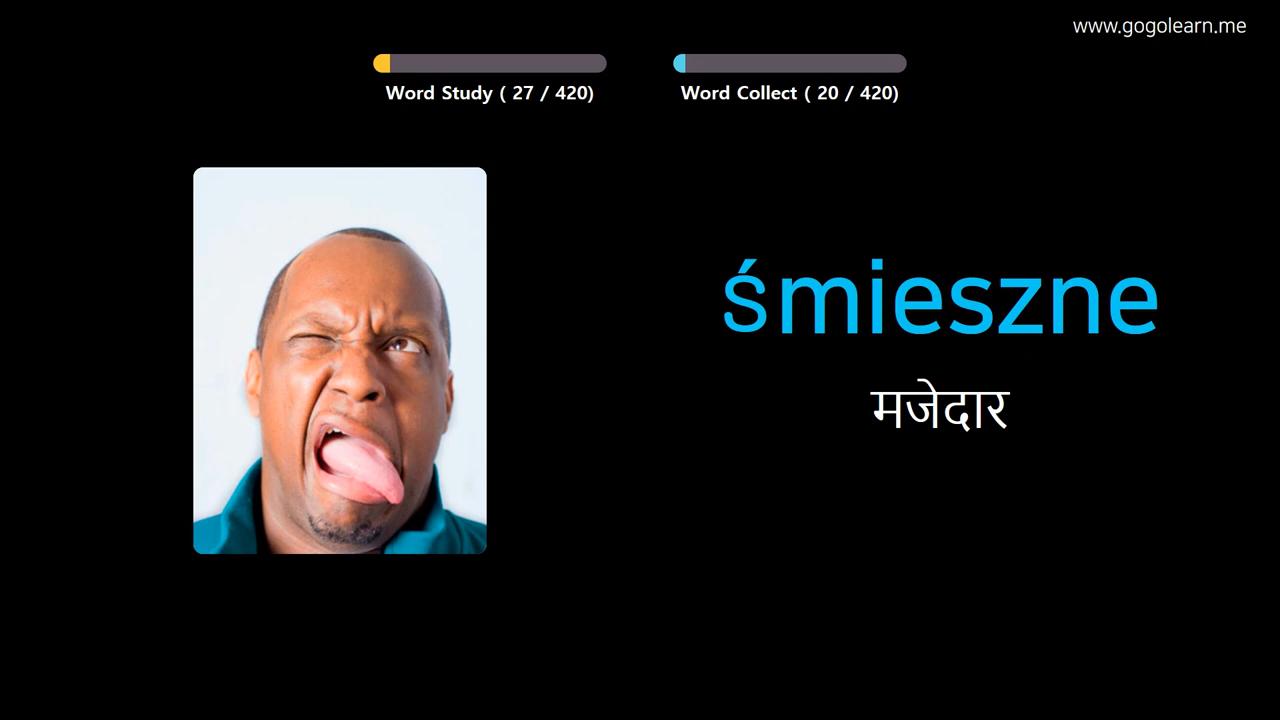 www.gogolearn.me
Word Study ( 27 / 420)
Word Collect ( 20 / 420)
śmieszne
मजेदार